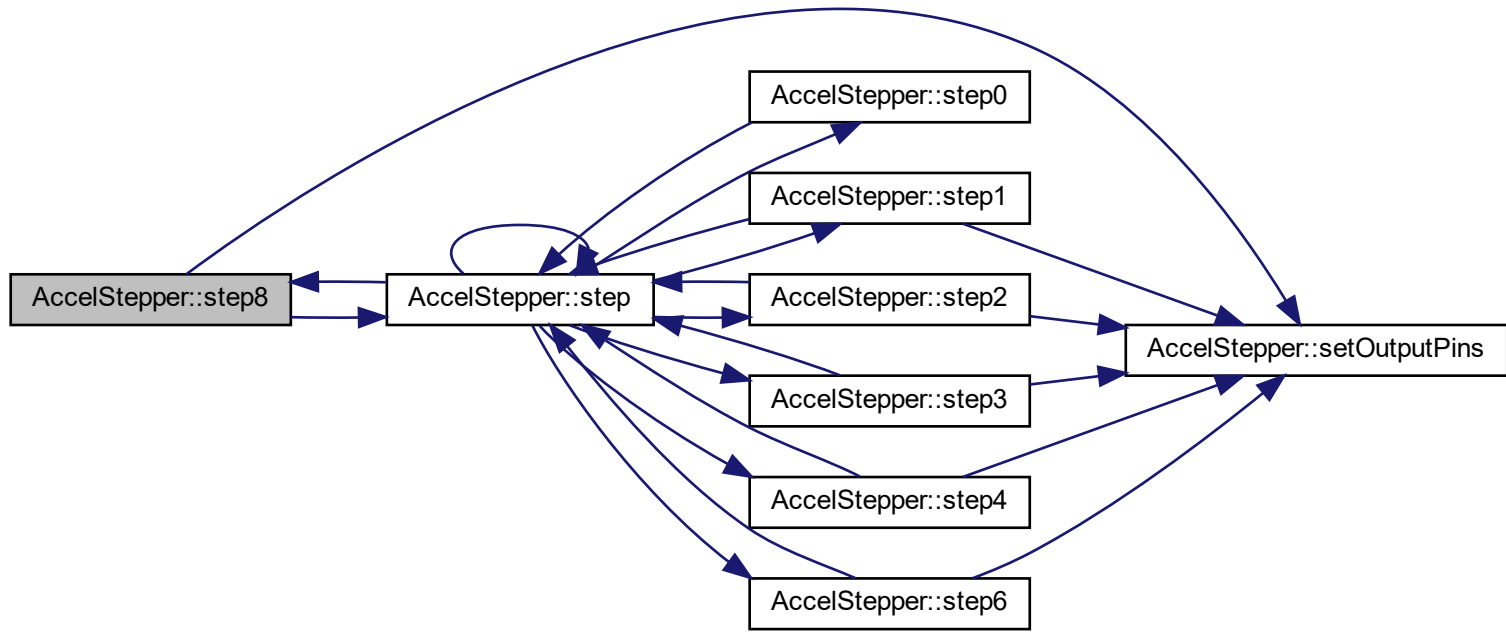 AccelStepper::step8
AccelStepper::step
AccelStepper::step0
AccelStepper::step1
AccelStepper::step2
AccelStepper::step3
AccelStepper::step4
AccelStepper::step6
AccelStepper::setOutputPins